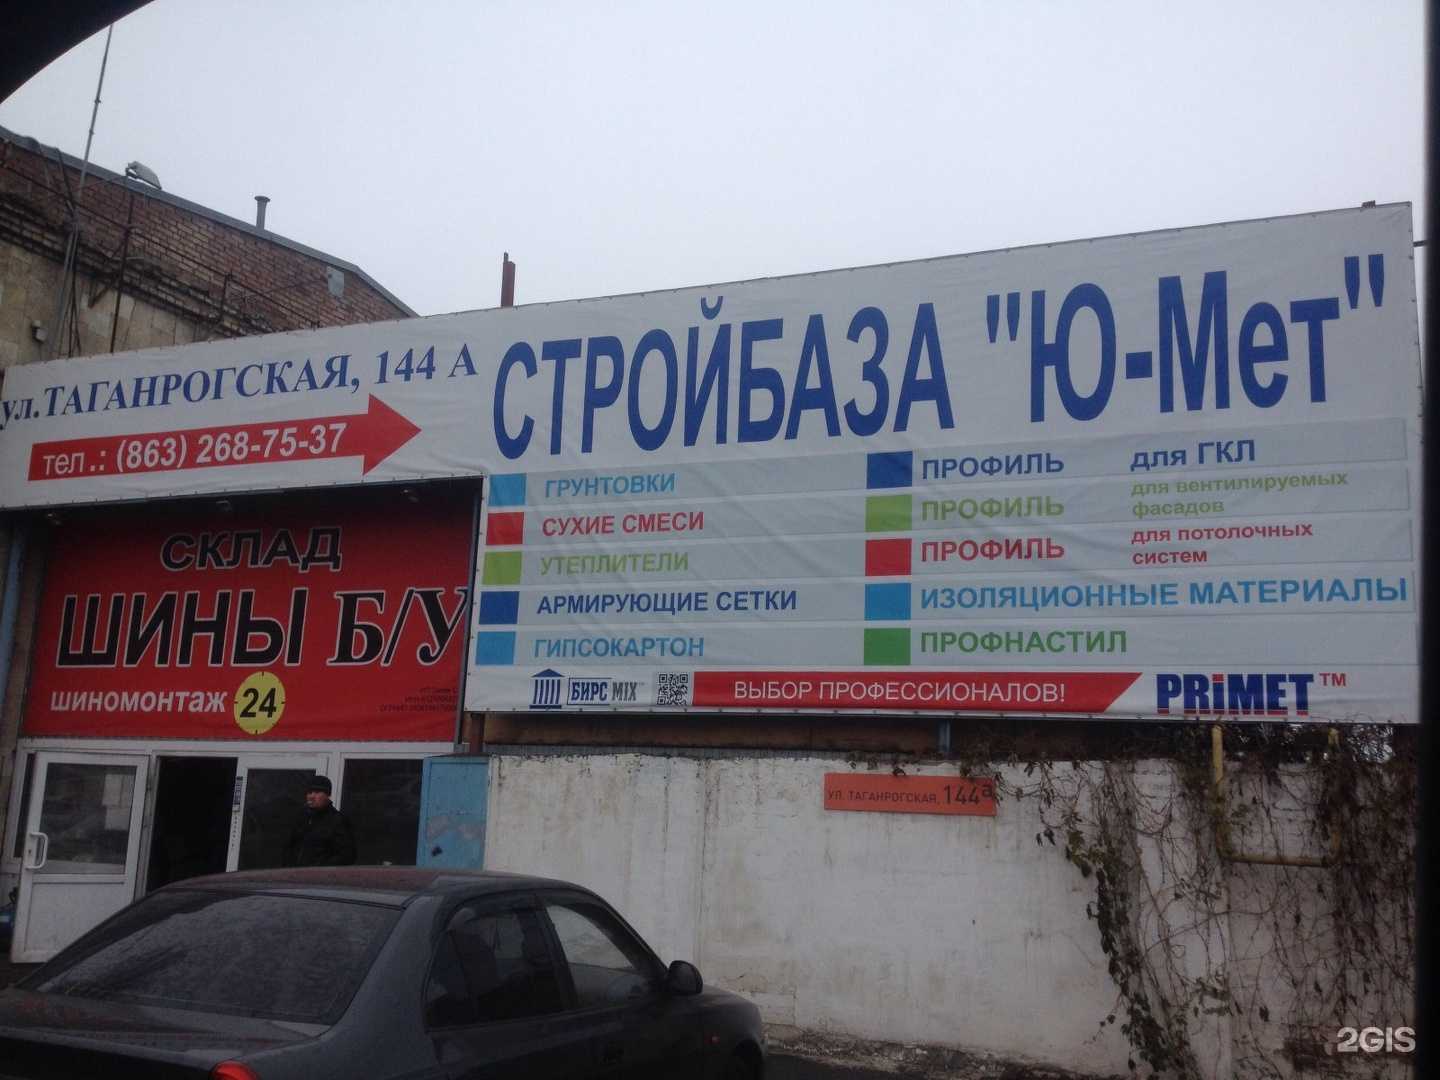 ул.ТАГАНРОГСКАЯ, 144 А
тел.: (863) 268-75-37
СТРОЙБАЗА "Ю-Мет"
ГРУНТОВКИ
СУХИЕ СМЕСИ
УТЕПЛИТЕЛИ
АРМИРУЮЩИЕ СЕТКИ
ГИПСОКАРТОН
ПРОФИЛЬ для ГКЛ
ПРОФИЛЬ для вентилируемых
фасадов
ПРОФИЛЬ для потолочных
систем
ИЗОЛЯЦИОННЫЕ МАТЕРИАЛЫ
ПРОФНАСТИЛ
БИРС MIX
ВЫБОР ПРОФЕССИОНАЛОВ!
PRiMET ™
СКЛАД
ШИНЫ Б/У
шиномонтаж 24
УЛ. ТАГАНРОГСКАЯ, 144а
2GIS